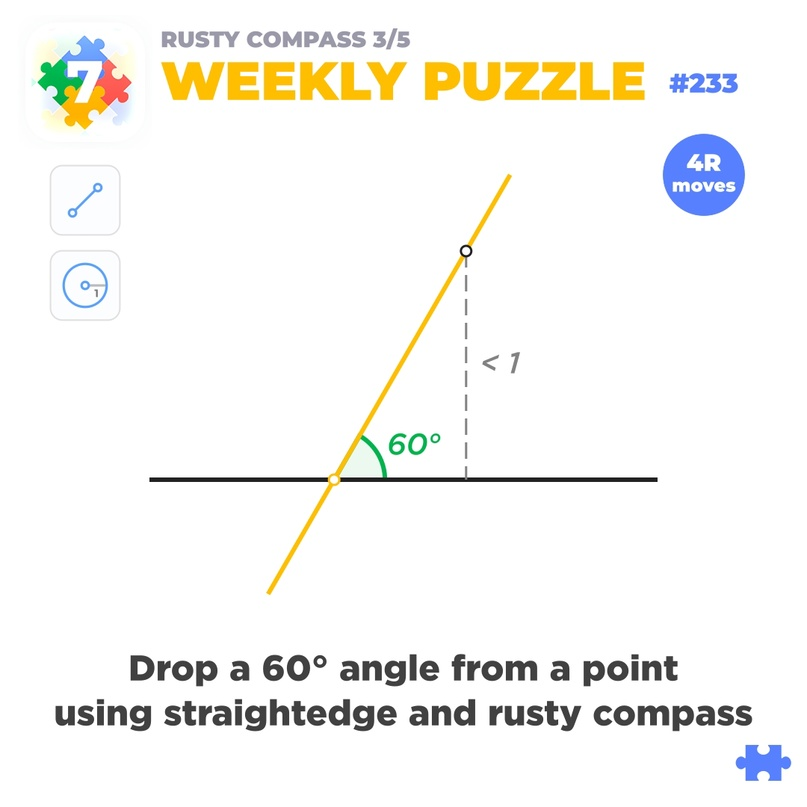 RUSTY COMPASS 3/5
7
WEEKLY PUZZLE #233
4R
moves
1
< 1
60°
Drop a 60° angle from a point
using straightedge and rusty compass